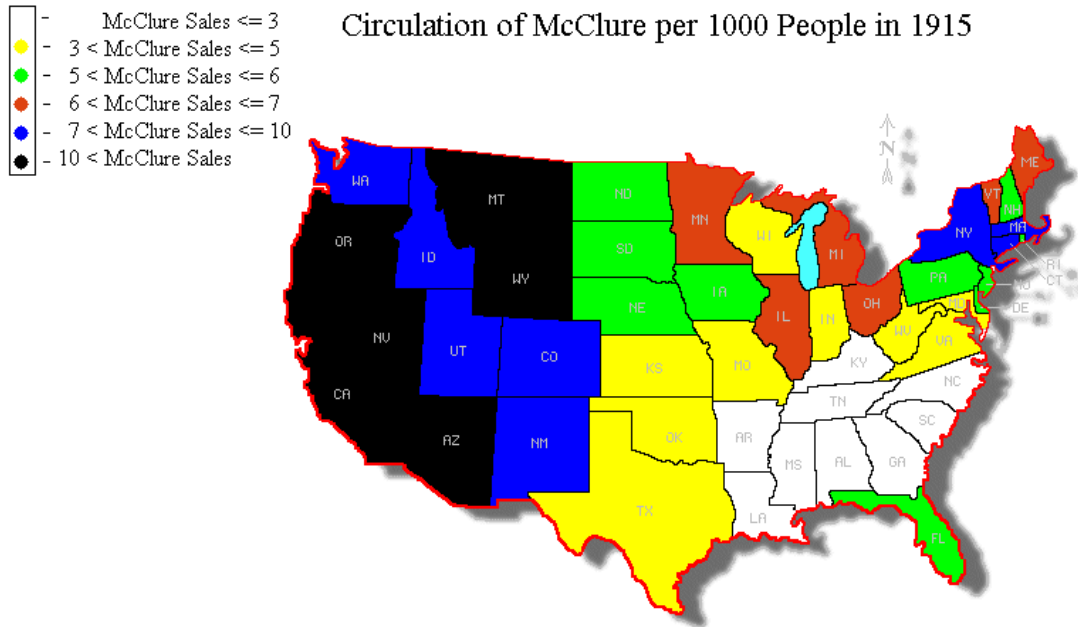 Circulation of McClure per 1000 People in 1915
- McClure Sales <= 3
- 3 < McClure Sales <= 5
- 5 < McClure Sales <= 6
- 6 < McClure Sales <= 7
- 7 < McClure Sales <= 10
- 10 < McClure Sales
N
WA
MT
ND
MN
ME
VT
NH
OR
ID
SD
WI
MI
NY
MA
WY
RI
CT
NE
IA
PA
NV
UT
CO
IL
IN
OH
MD
DE
KS
MO
WV
VA
KY
CA
NC
TN
AZ
NM
OK
AR
SC
MS
AL
GA
TX
LA
FL